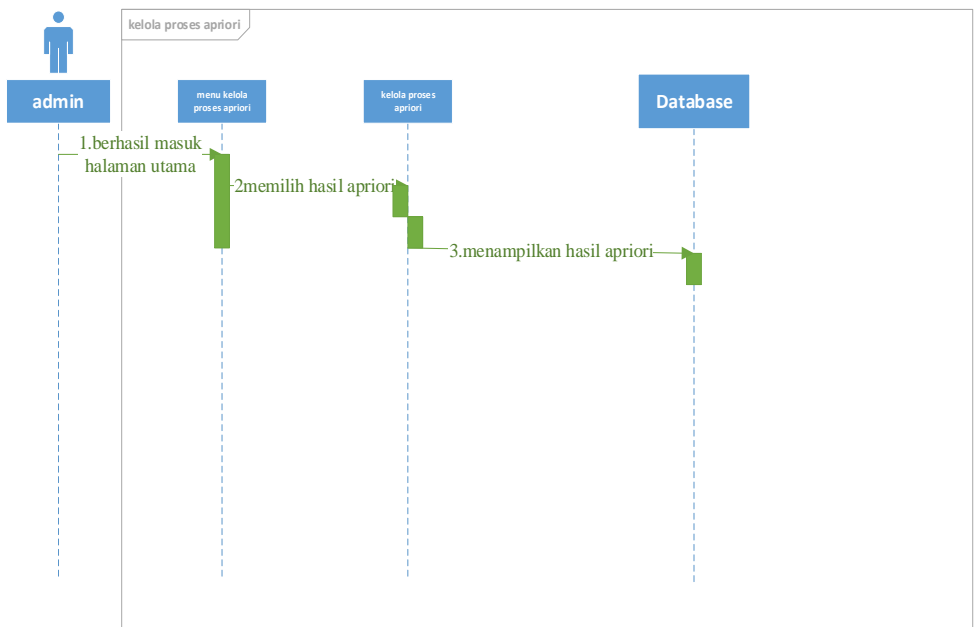 kelola proses apriori
admin
menu kelola
proses apriori
kelola proses
apriori
Database
1.berhasil masuk
halaman utama
2memilih hasil apriori
3.menampilkan hasil apriori